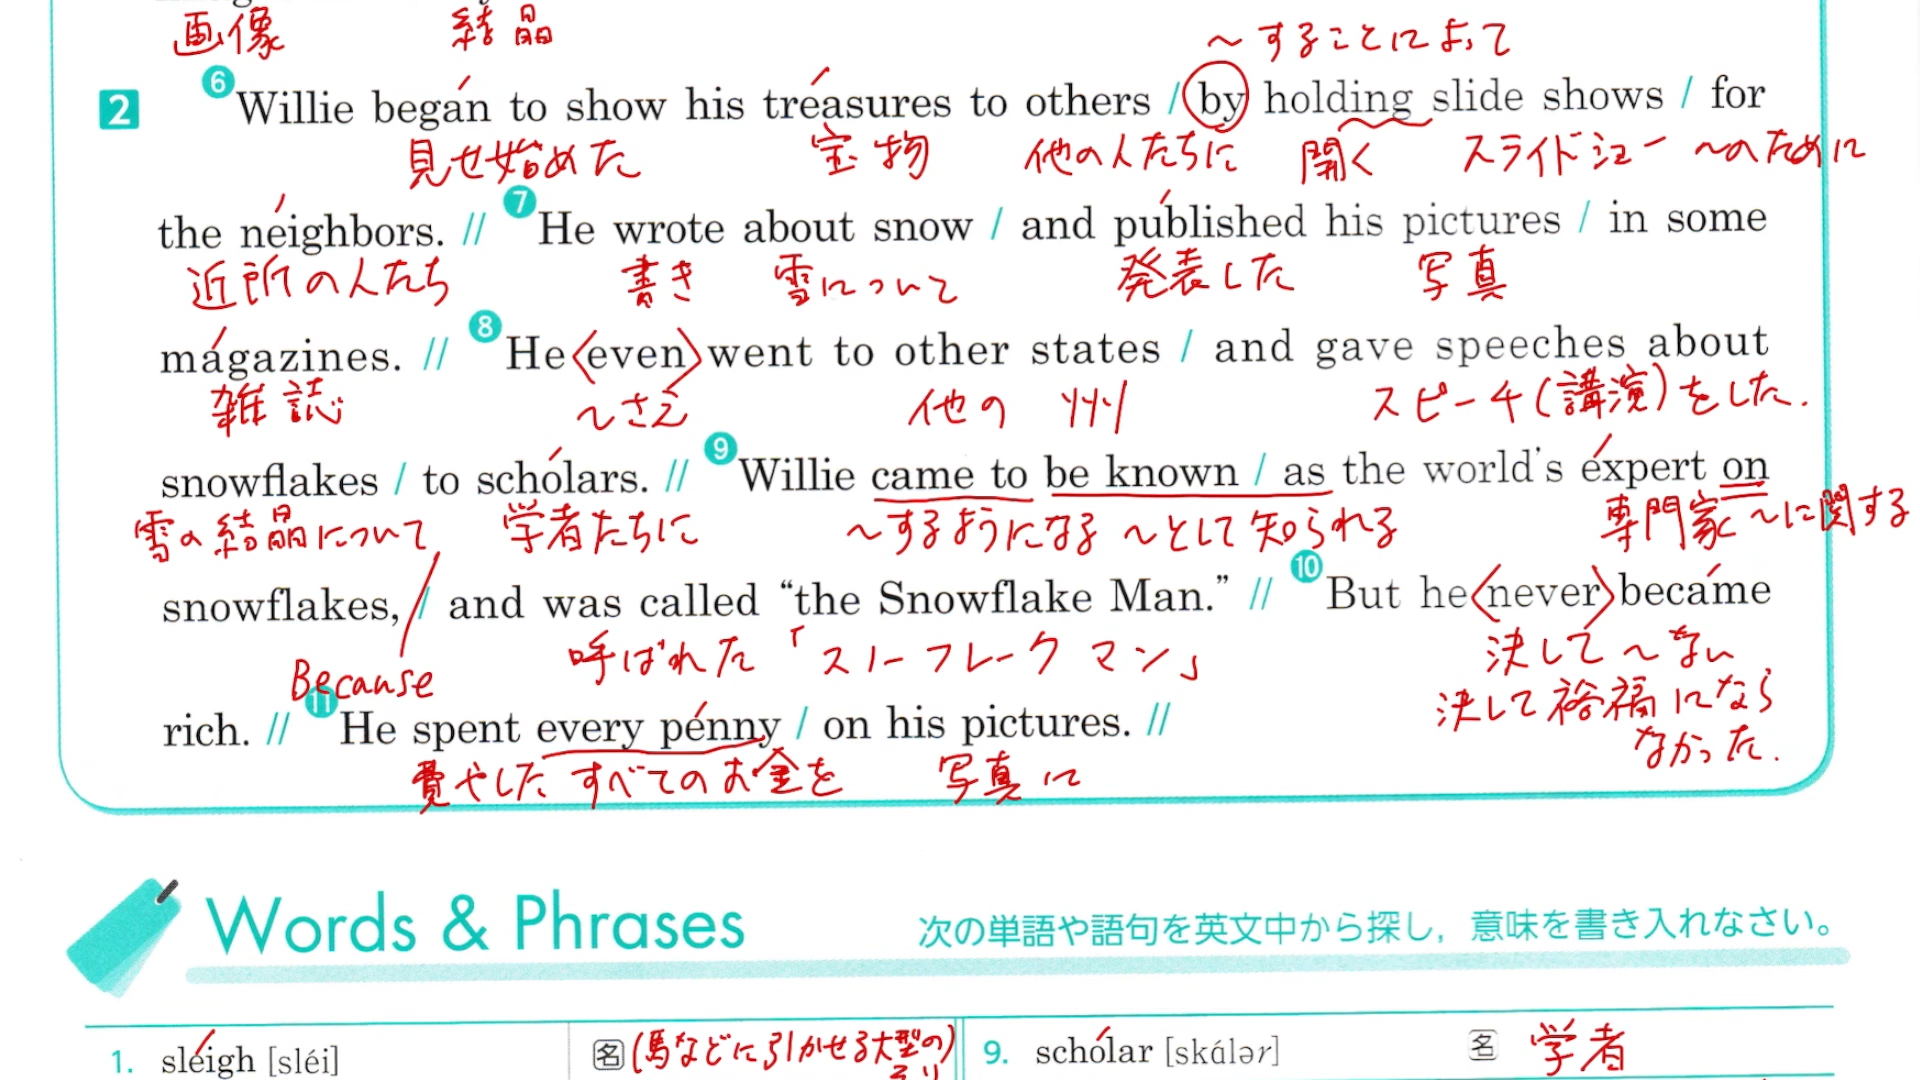 画像 結晶
～することによって
2 ⑥Willie began to show his treasures to others / by holding slide shows / for
見せ始めた 宝物 他の人たちに 開く スライドショー ～のために
the neighbors. // ⑦He wrote about snow / and published his pictures / in some
近所の人たち 書き 雪について 発表した 写真
magazines. // ⑧He〈even〉went to other states / and gave speeches about
雑誌 ～さえ 他の 州 スピーチ(講演)をした.
snowflakes / to scholars. // ⑨Willie came to be known / as the world's expert on
雪の結晶について 学者たちに ～するようになる ～として知られる 専門家 ～に関する
snowflakes, / and was called “the Snowflake Man.” // ⑩But he〈never〉became
呼ばれた「スノーフレークマン」 決して～ない
Because 決して裕福になら
rich. // ⑪He spent every penny / on his pictures. //
なかった.
費やした すべてのお金を 写真に
Words & Phrases 次の単語や語句を英文中から探し，意味を書き入れなさい。
1. sleigh [sléi] 名 (馬などに引かせる大型の) 9. scholar [skálər] 名 学者